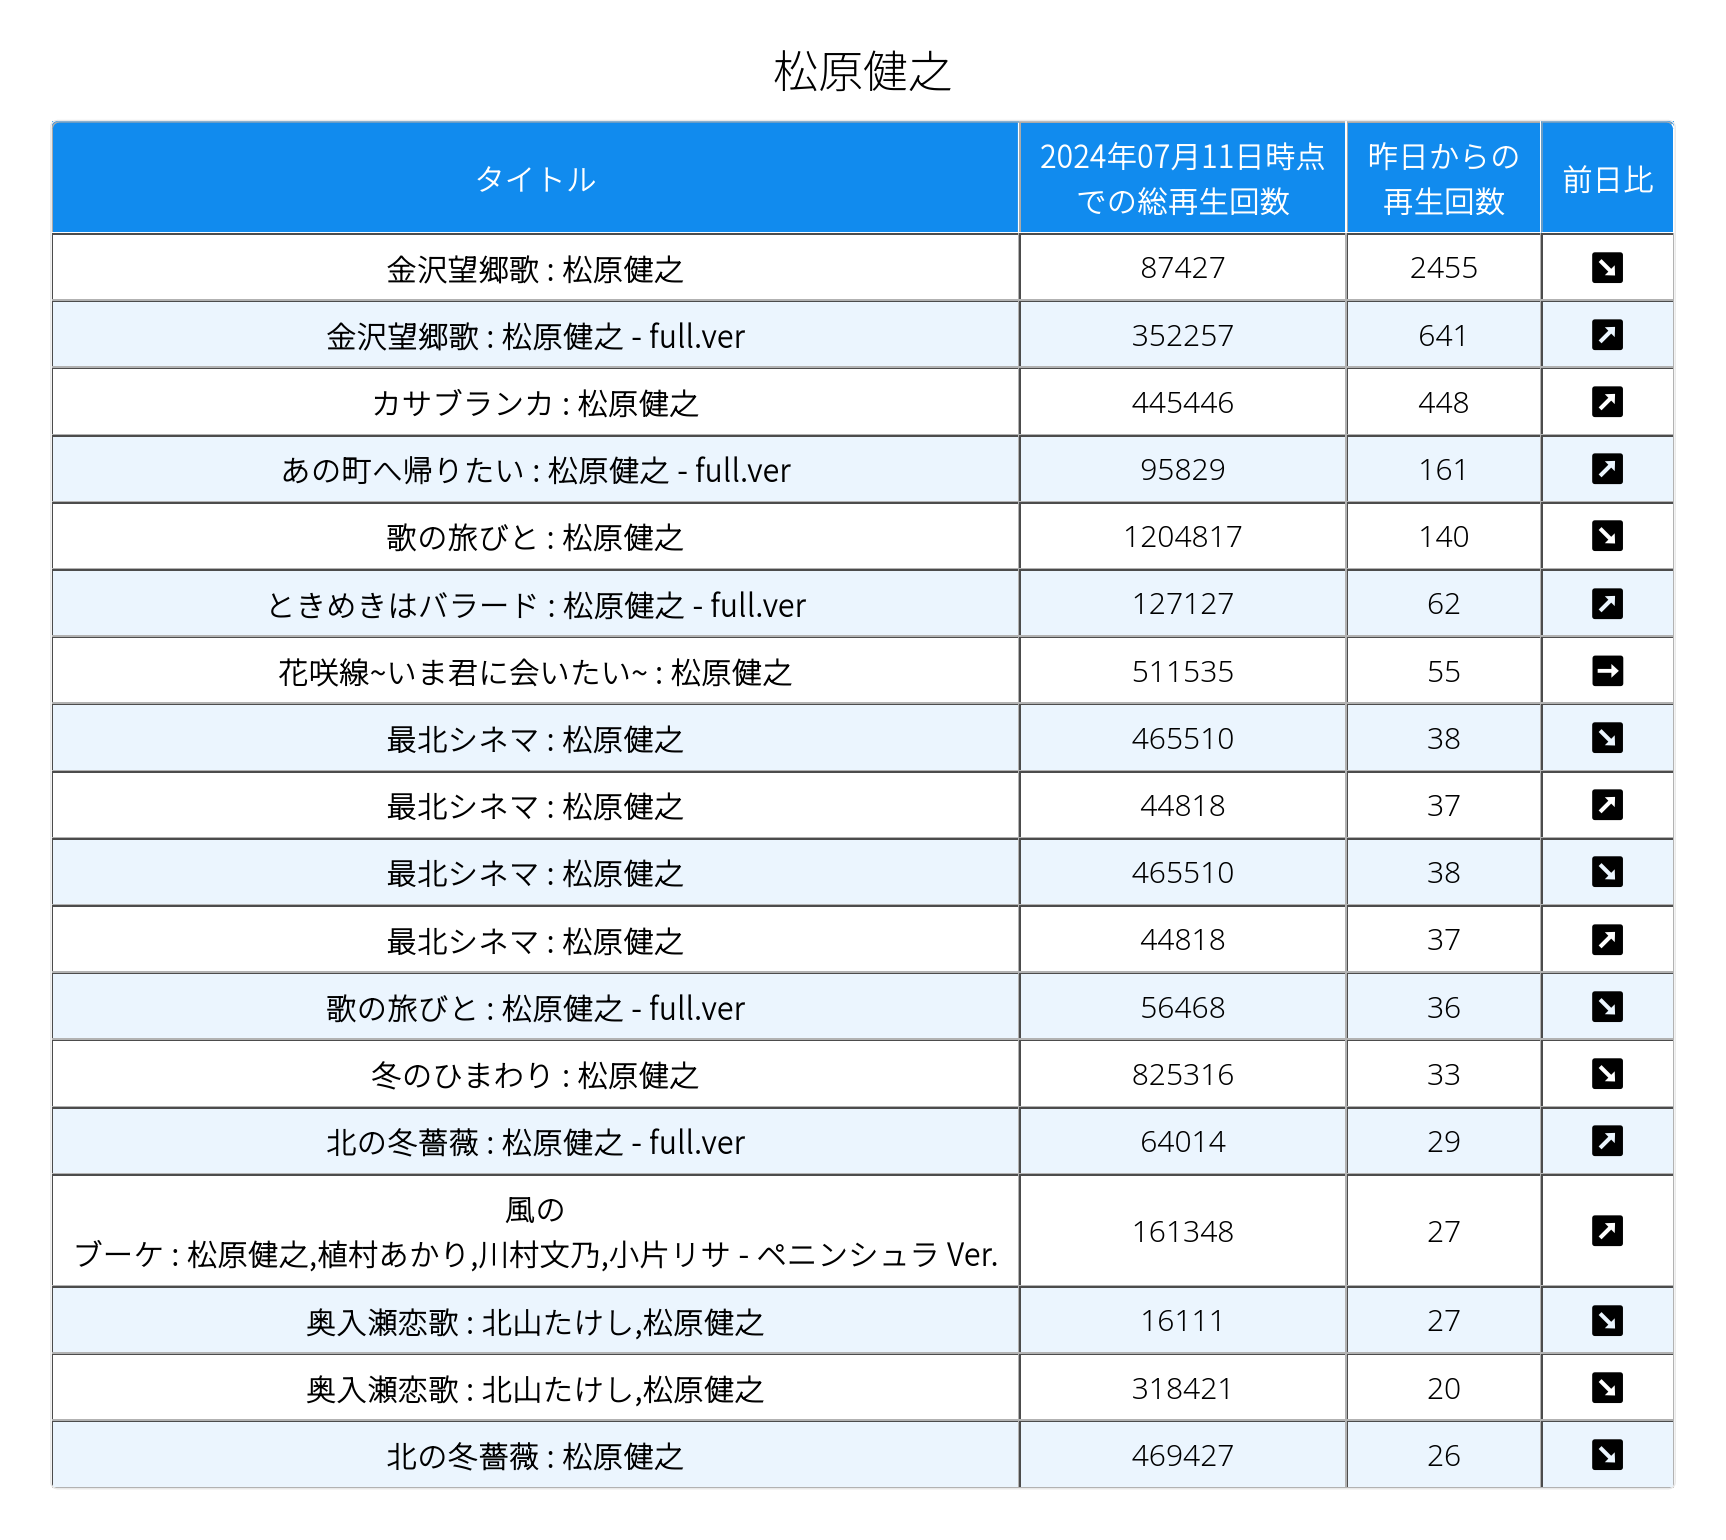 松原健之
タイトル
2024年07月11日時点
での総再生回数
昨日からの
再生回数
前日比
金沢望郷歌 : 松原健之 87427 2455
金沢望郷歌 : 松原健之 - full.ver 352257 641
カサブランカ : 松原健之 445446 448
あの町へ帰りたい : 松原健之 - full.ver 95829 161
歌の旅びと : 松原健之 1204817 140
ときめきはバラード : 松原健之 - full.ver 127127 62
花咲線~いま君に会いたい~ : 松原健之 511535 55
最北シネマ : 松原健之 465510 38
最北シネマ : 松原健之 44818 37
最北シネマ : 松原健之 465510 38
最北シネマ : 松原健之 44818 37
歌の旅びと : 松原健之 - full.ver 56468 36
冬のひまわり : 松原健之 825316 33
北の冬薔薇 : 松原健之 - full.ver 64014 29
風の
ブーケ : 松原健之,植村あかり,川村文乃,小片リサ - ペニンシュラ Ver. 161348 27
奥入瀬恋歌 : 北山たけし,松原健之 16111 27
奥入瀬恋歌 : 北山たけし,松原健之 318421 20
北の冬薔薇 : 松原健之 469427 26